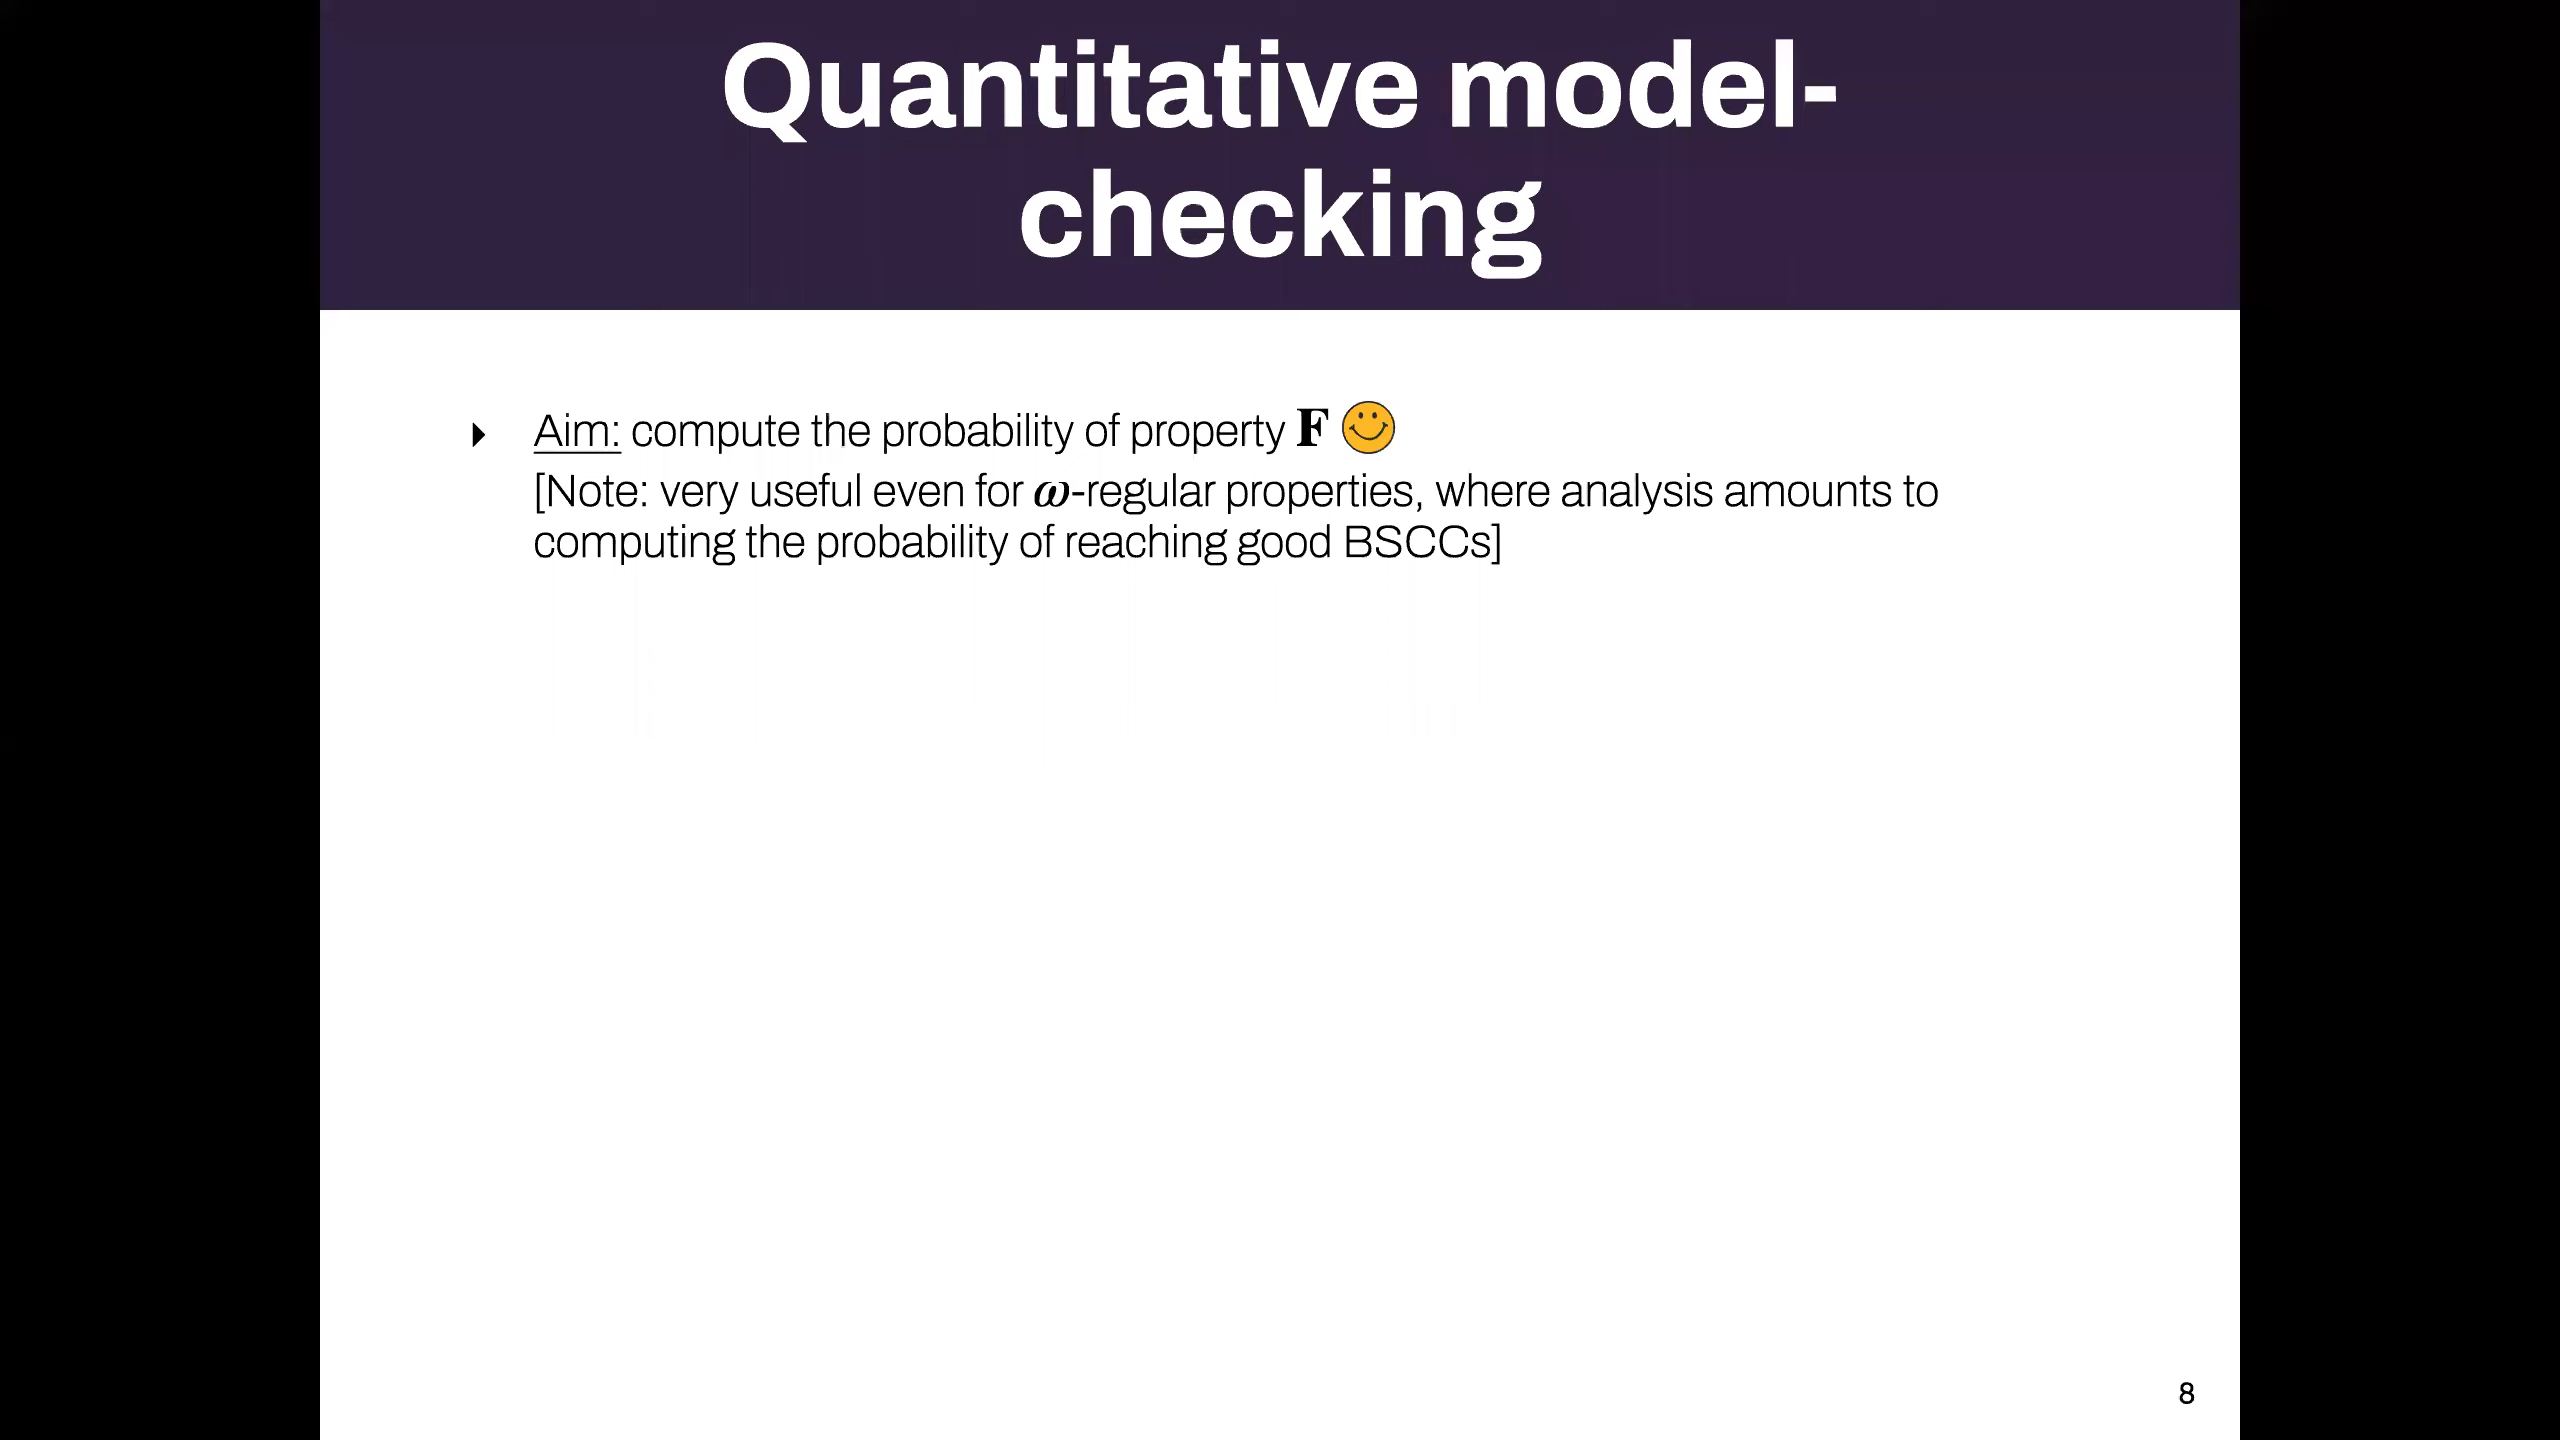 Quantitative model-
checking
Aim: compute the probability of property F
[Note: very useful even for ω-regular properties, where analysis amounts to
computing the probability of reaching good BSCCs]
8